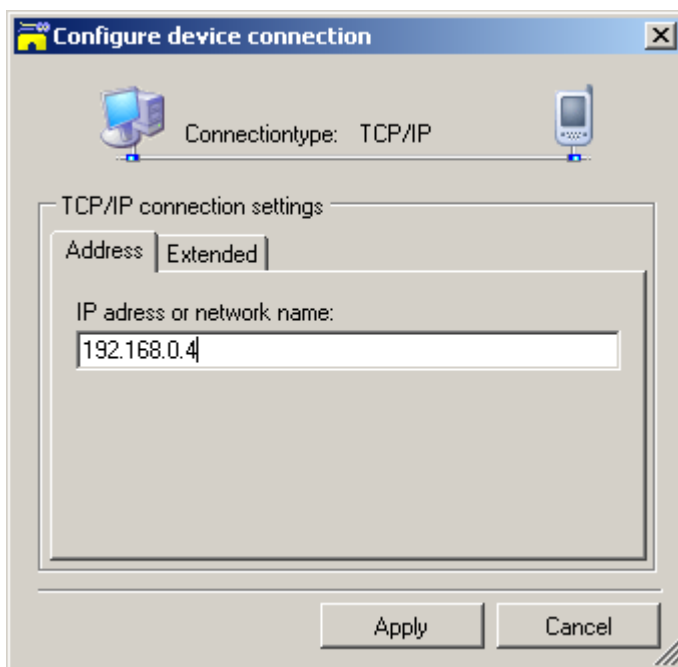 Configure device connection
Connectiontype: TCP/IP
TCP/IP connection settings
Address Extended
IP adress or network name:
192.168.0.4
Apply Cancel